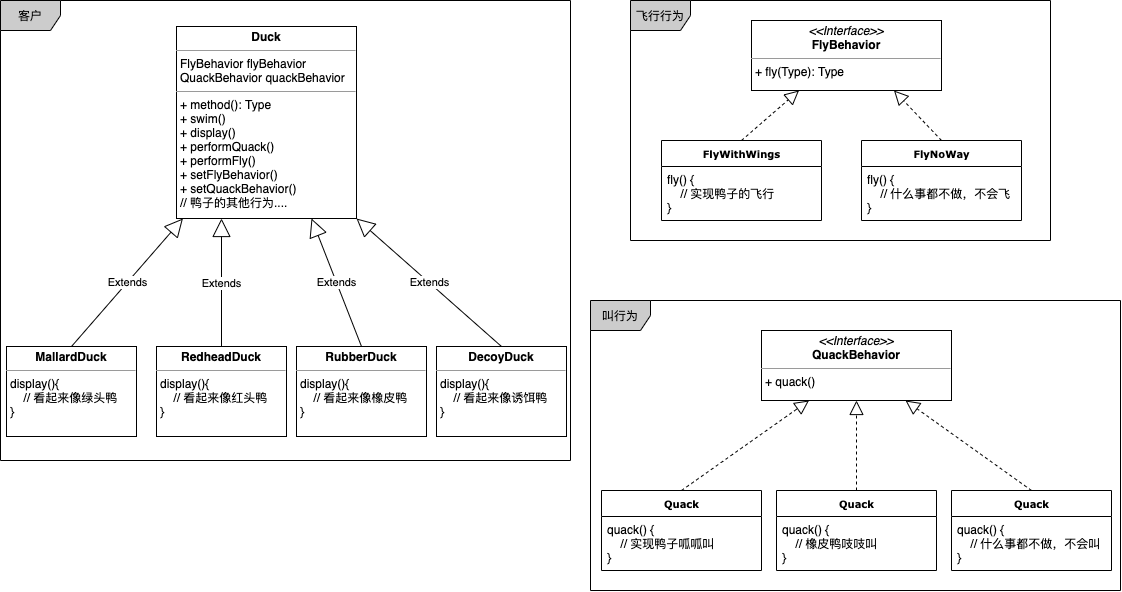 客户
Duck
FlyBehavior flyBehavior
QuackBehavior quackBehavior
+ method(): Type
+ swim()
+ display()
+ performQuack()
+ performFly()
+ setFlyBehavior()
+ setQuackBehavior()
// 鸭子的其他行为....
Extends
Extends
Extends
Extends
MallardDuck
display(){
// 看起来像绿头鸭
}
RedheadDuck
display(){
// 看起来像红头鸭
}
RubberDuck
display(){
// 看起来像橡皮鸭
}
DecoyDuck
display(){
// 看起来像诱饵鸭
}
飞行行为
<<Interface>>
FlyBehavior
+ fly(Type): Type
FlyWithWings
fly() {
// 实现鸭子的飞行
}
FlyNoWay
fly() {
// 什么事都不做，不会飞
}
叫行为
<<Interface>>
QuackBehavior
+ quack()
Quack
quack() {
// 实现鸭子呱呱叫
}
Quack
quack() {
// 橡皮鸭吱吱叫
}
Quack
quack() {
// 什么事都不做，不会叫
}